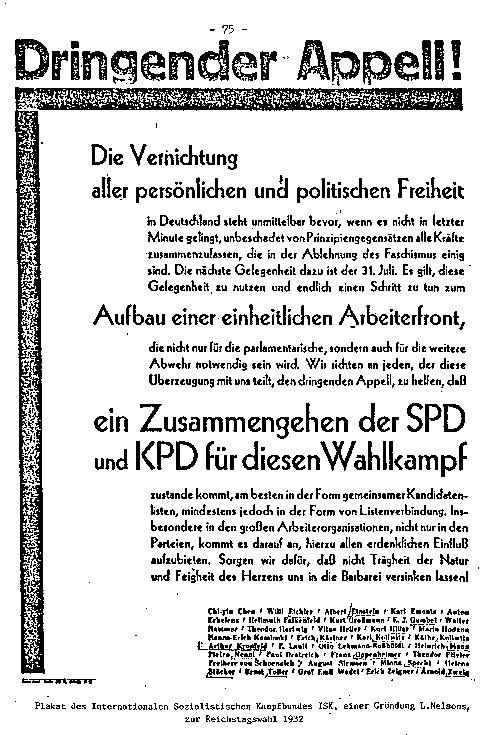 - 75 -
Dringender Appell!
Die Vernichtung
aller persönlichen und politischen Freiheit
in Deutschland steht unmittelbar bevor, wenn es nicht in letzter
Minute gelingt, unbeschadet von Prinzipiengegensätzen alle Kräfte
zusammenzufassen, die in der Ablehnung des Faschismus einig
sind. Die nächste Gelegenheit dazu ist der 31. Juli. Es gilt, diese
Gelegenheit zu nutzen und endlich einen Schritt zu tun zum
Aufbau einer einheitlichen Arbeiterfront,
die nicht nur für die parlamentarische, sondern auch für die weitere
Abwehr notwendig sein wird. Wir richten an jeden, der diese
Überzeugung mit uns teilt, den dringenden Appell, zu helfen, daß
ein Zusammengehen der SPD
und KPD für diesen Wahlkampf
zustande kommt, am besten in der Form gemeinsamer Kandidaten-
listen, mindestens jedoch in der Form von Listenverbindung. Ins-
besondere in den großen Arbeiterorganisationen, nicht nur in den
Parteien, kommt es darauf an, hierzu allen erdenklichen Einfluß
aufzubieten. Sorgen wir dafür, daß nicht Trägheit der Natur
und Feigheit des Herzens uns in die Barbarei versinken lassen!
Chi-yin Chen / Willi Eichler / Albert Einstein / Karl Emonts / Anton
Erkelenz / Hellmuth Falkenfeld / Kurt Großmann / E. J. Gumbel / Walter
Hammer / Theodor Hartwig / Vitus Heller / Kurt Hiller / Maria Hodann
Hanns-Erich Kaminski / Erich Kästner / Karl Kollwitz / Käthe Kollwitz
Arthur Kronfeld / E. Lanti / Otto Lehmann-Rußbüldt / Heinrich Mann
Pietro Nenni / Paul Oestreich / Franz Oppenheimer / Theodor Plievier
Freiherr von Schoenaich / August Siemsen / Minna Specht / Helene
Stöcker / Ernst Toller / Graf Emil Wedel / Erich Zeigner / Arnold Zweig
Plakat des Internationalen Sozialistischen Kampfbundes ISK, einer Gründung L.Nelsons,
zur Reichstagswahl 1932